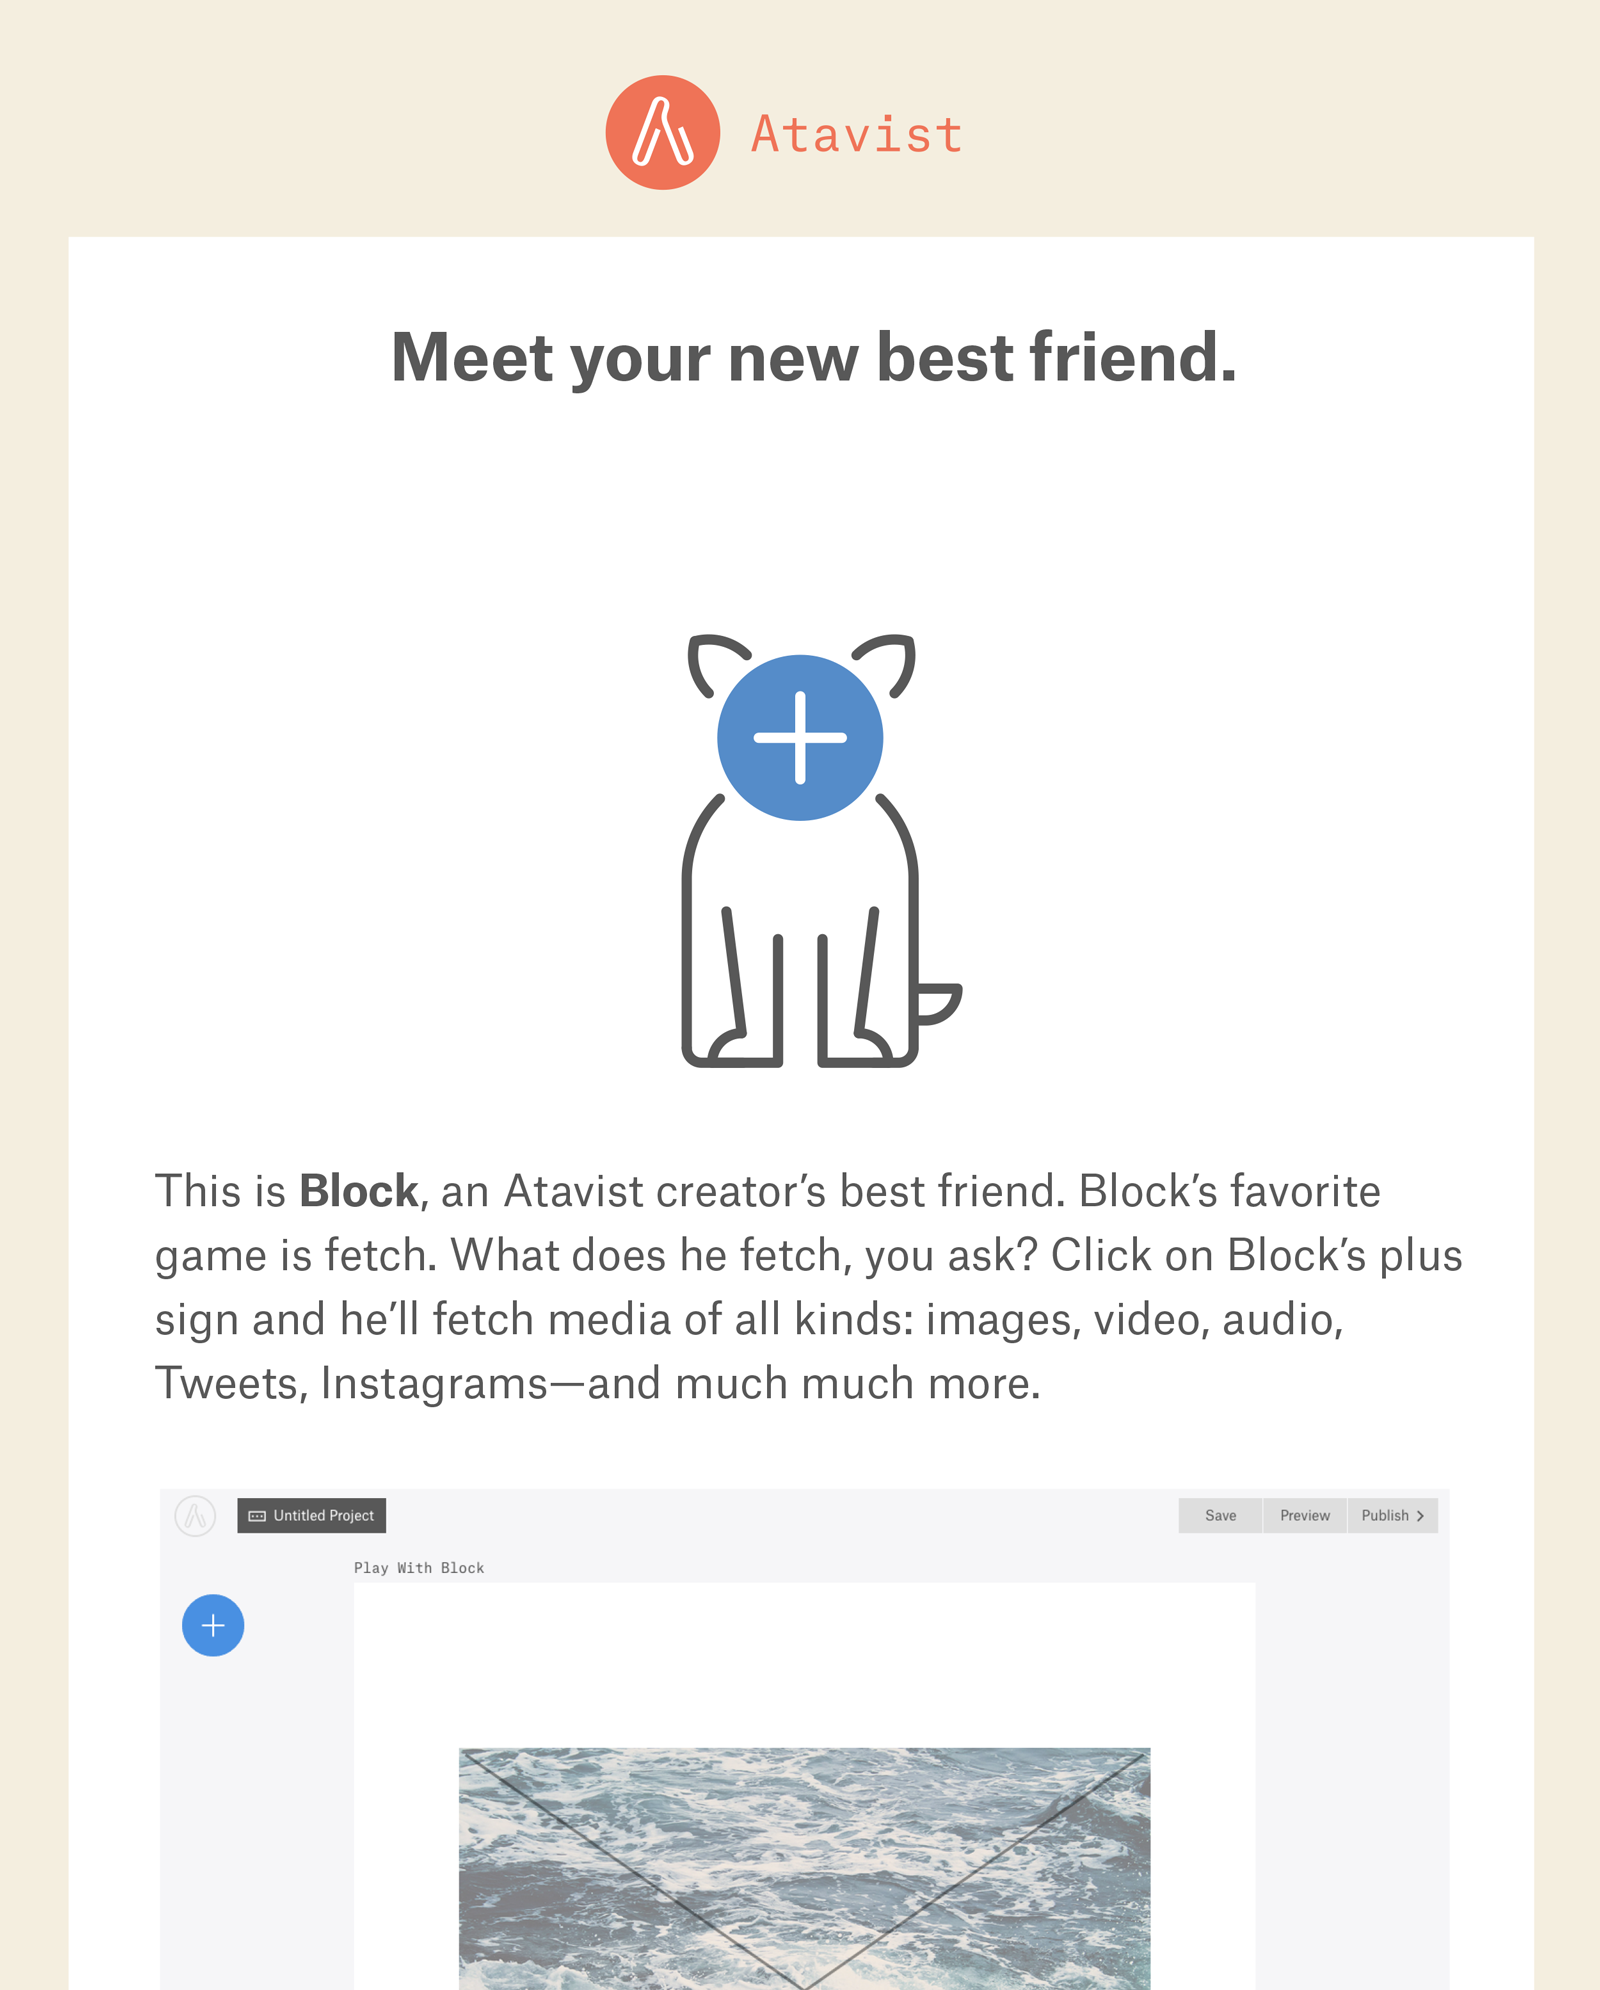 Atavist
Meet your new best friend.
This is Block, an Atavist creator’s best friend. Block’s favorite
game is fetch. What does he fetch, you ask? Click on Block’s plus
sign and he’ll fetch media of all kinds: images, video, audio,
Tweets, Instagrams—and much much more.
Untitled Project
Save Preview Publish
Play With Block